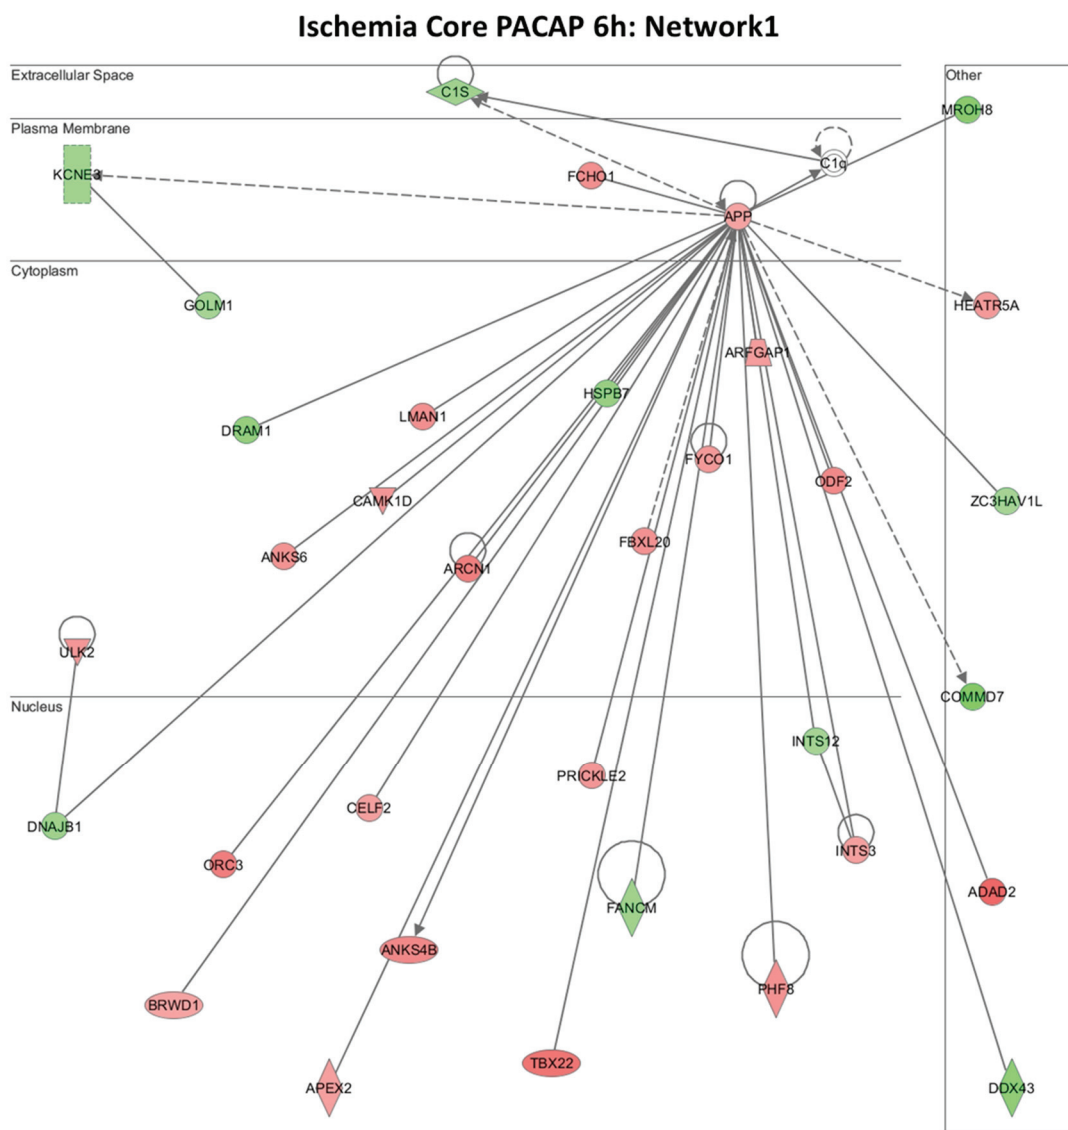 Ischemia Core PACAP 6h: Network1
Extracellular Space
Other
C1S
MROH8
Plasma Membrane
C1q
KCNE3
FCHO1
APP
Cytoplasm
GOLM1
HEATR5A
ARFGAP1
HSPB7
LMAN1
DRAM1
FYCO1
ODF2
CAMK1D
ZC3HAV1L
FBXL20
ANKS6
ARCN1
ULK2
COMMD7
Nucleus
INTS12
PRICKLE2
CELF2
DNAJB1
INTS3
ORC3
ADAD2
FANCM
ANKS4B
PHF8
BRWD1
TBX22
APEX2
DDX43